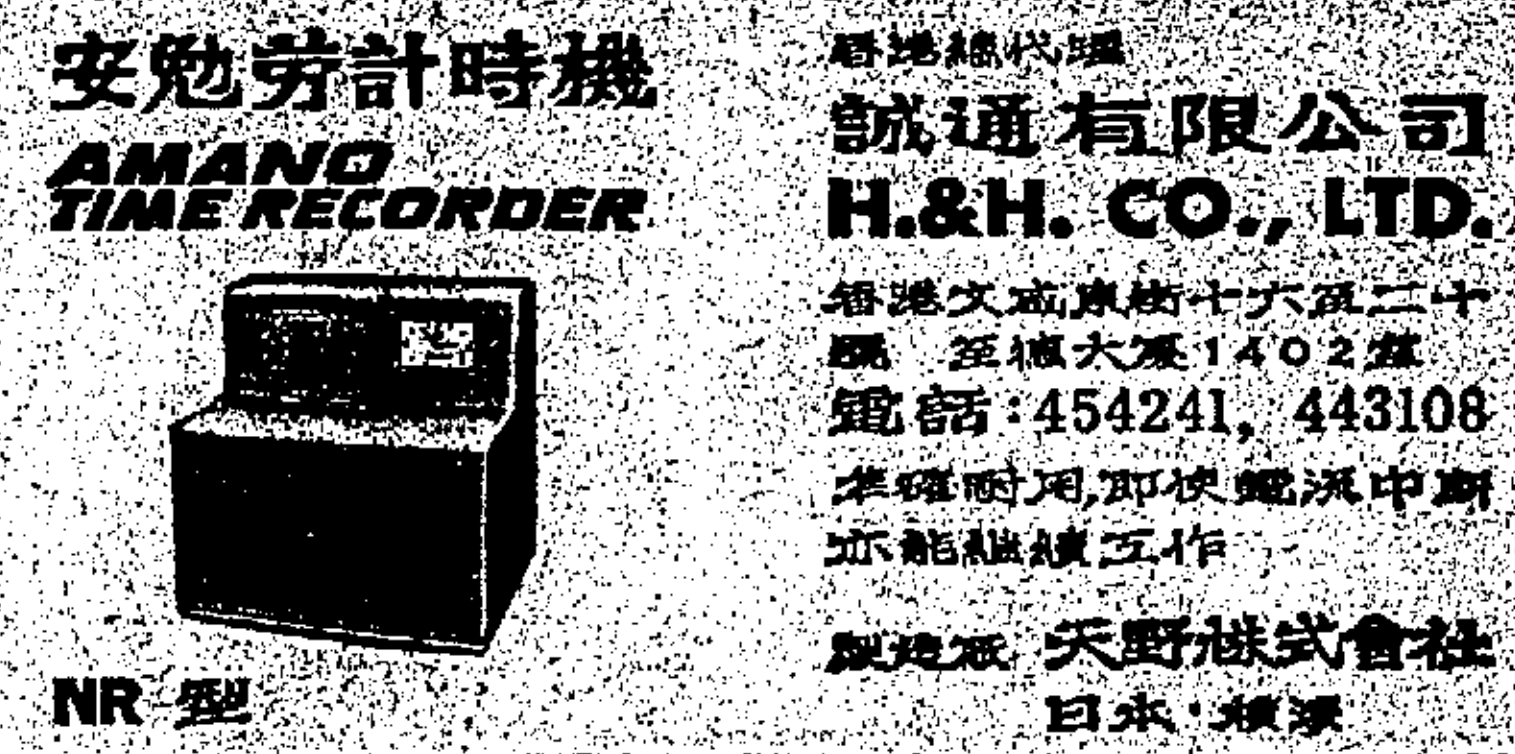 安勉勞計時機
AMANO
TIME RECORDER
NR 型
香港總代理
誠通有限公司
H.&H. CO., LTD.
香港文咸東街十六至二十
號 至德大廈1402室
電話:454241, 443108
準確耐用,即使電流中斷
亦能繼續工作
製造廠 天野株式會社
日本·橫濱